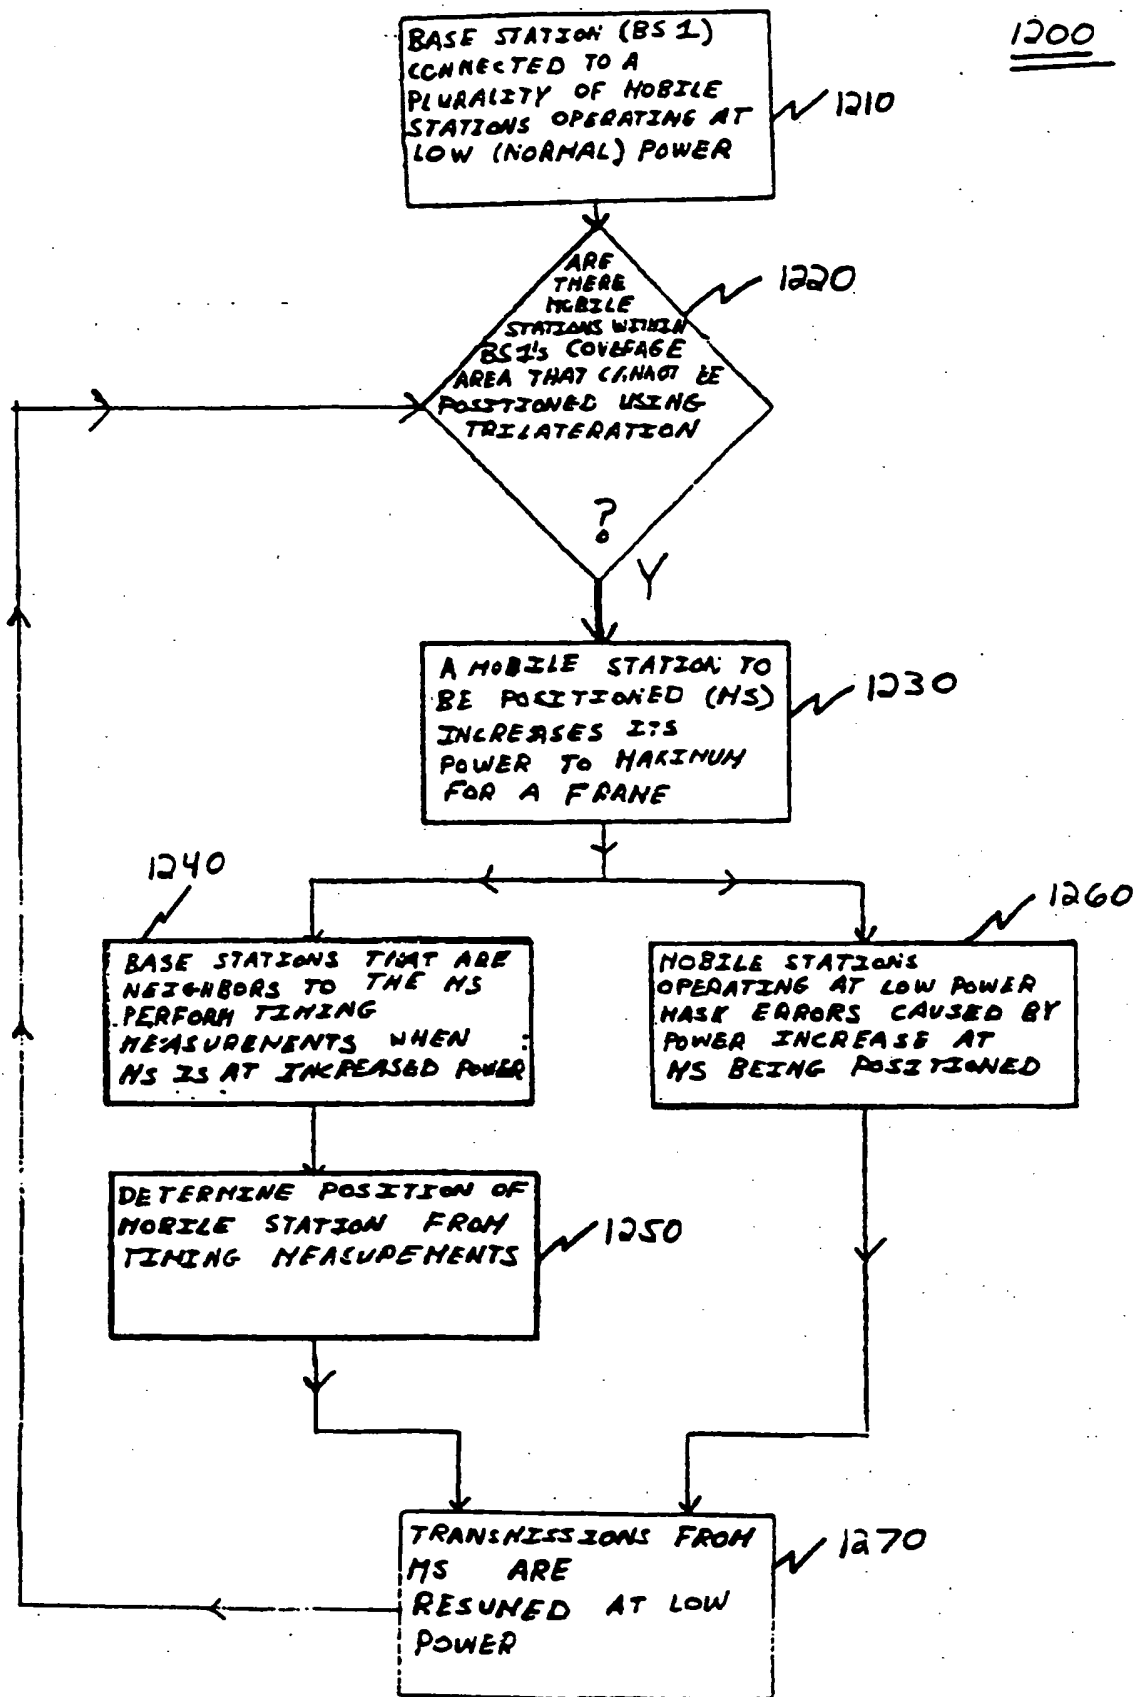 1200
BASE STATION (BS 1)
CONNECTED TO A
PLURALITY OF MOBILE
STATIONS OPERATING AT
LOW (NORMAL) POWER
1210
ARE
THERE
MOBILE
STATIONS WITHIN
BS1's COVERAGE
AREA THAT CANNOT BE
POSITIONED USING
TRILATERATION
?
1220
Y
A MOBILE STATION TO
BE POSITIONED (MS)
INCREASES ITS
POWER TO MAXIMUM
FOR A FRAME
1230
1240
BASE STATIONS THAT ARE
NEIGHBORS TO THE MS
PERFORM TIMING
MEASUREMENTS WHEN
MS IS AT INCREASED POWER
1260
MOBILE STATIONS
OPERATING AT LOW POWER
MASK ERRORS CAUSED BY
POWER INCREASE AT
MS BEING POSITIONED
DETERMINE POSITION OF
MOBILE STATION FROM
TIMING MEASUREMENTS
1250
TRANSMISSIONS FROM
MS ARE
RESUMED AT LOW
POWER
1270